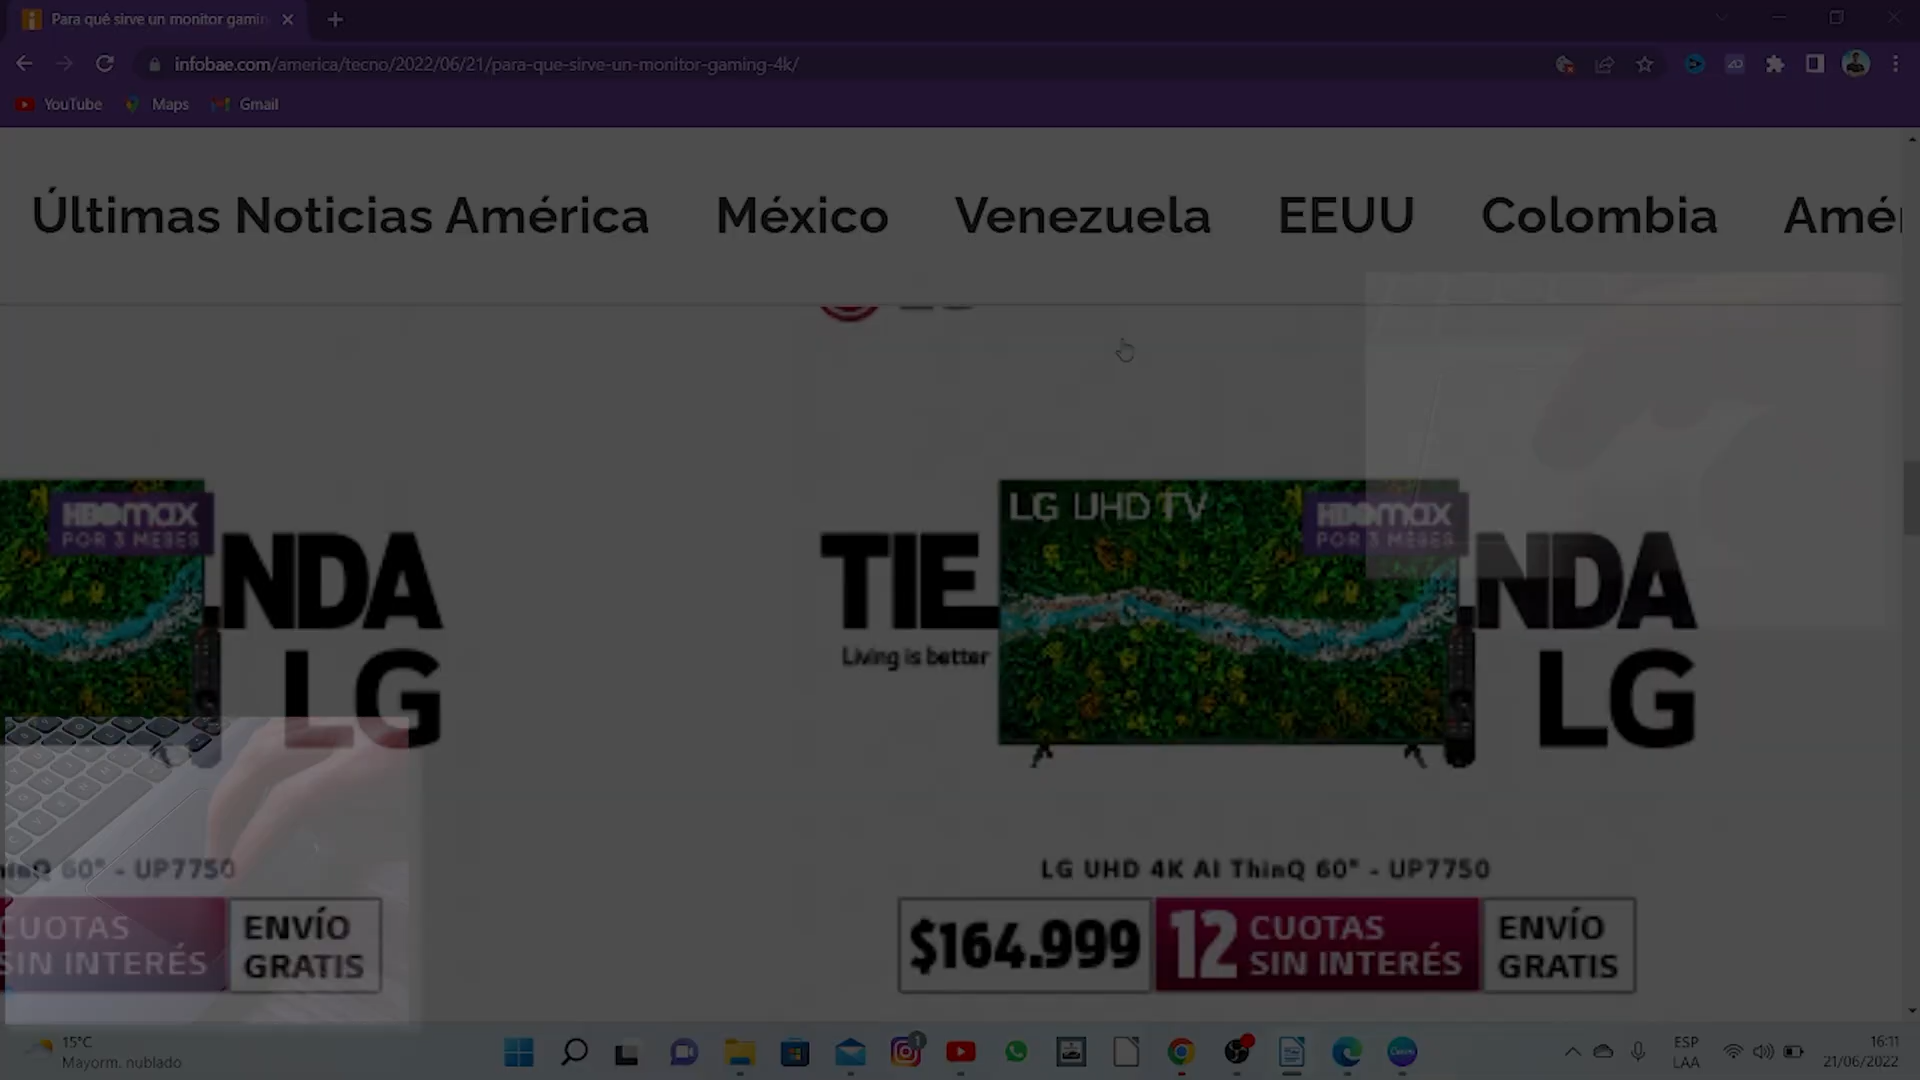 Para qué sirve un monitor gamin
infobae.com/america/tecno/2022/06/21/para-que-sirve-un-monitor-gaming-4k/
YouTube Maps Gmail
Últimas Noticias América México Venezuela EEUU Colombia Amér
HBOmax
POR 3 MESES
NDA
LG
60" - UP7750
CUOTAS
SIN INTERÉS
ENVÍO
GRATIS
LG UHD TV
HBOmax
POR 3 MESES
TIE NDA
Living is better
LG
LG UHD 4K AI ThinQ 60" - UP7750
$164.999
12 CUOTAS
SIN INTERÉS
ENVÍO
GRATIS
15°C
Mayorm. nublado
1
ESP
LAA
16:11
21/06/2022